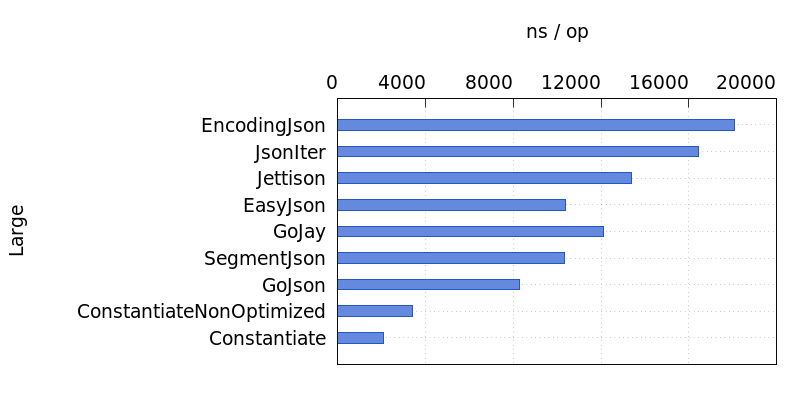 ns / op
0 4000 8000 12000 16000 20000
EncodingJson
JsonIter
Jettison
EasyJson
GoJay
SegmentJson
GoJson
ConstantiateNonOptimized
Constantiate
Large